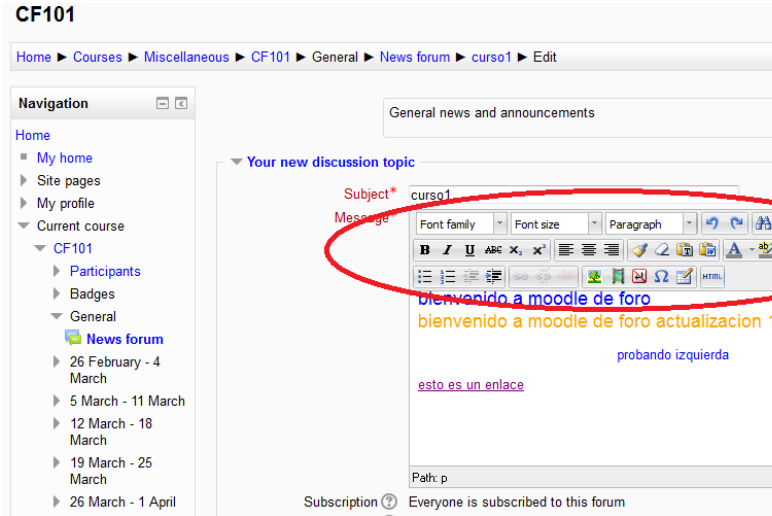 CF101
Home ► Courses ► Miscellaneous ► CF101 ► General ► News forum ► curso1 ► Edit
Navigation
Home
My home
Site pages
My profile
Current course
CF101
Participants
Badges
General
News forum
26 February - 4
March
5 March - 11 March
12 March - 18
March
19 March - 25
March
26 March - 1 April
General news and announcements
Your new discussion topic
Subject* curso1
Message*
Font family Font size Paragraph
B I U ABC x₂ x² A ab
Ω HTML
bienvenido a moodle de foro
bienvenido a moodle de foro actualizacion 1
probando izquierda
esto es un enlace
Path: p
Subscription Everyone is subscribed to this forum